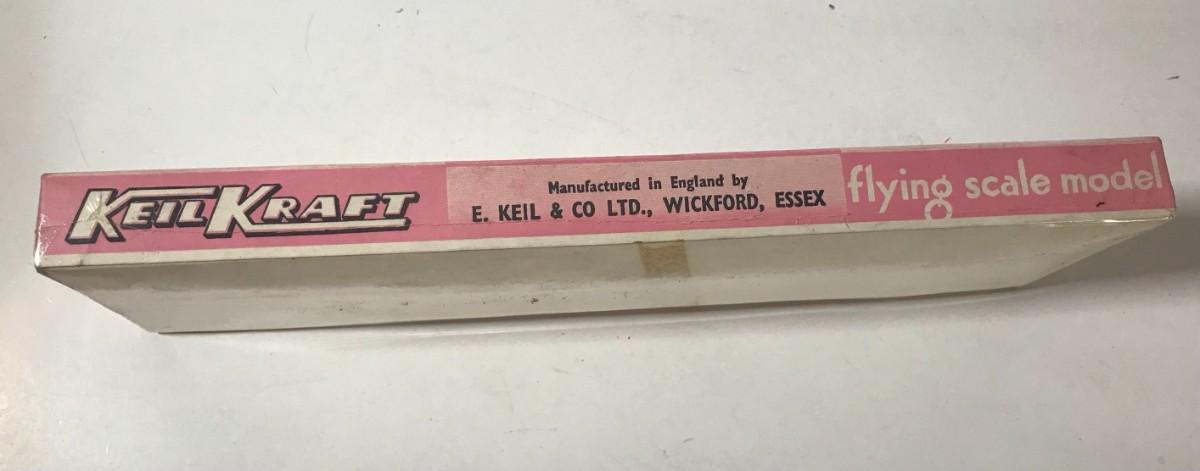 KEILKRAFT
Manufactured in England by
E. KEIL & CO LTD., WICKFORD, ESSEX
flying scale model